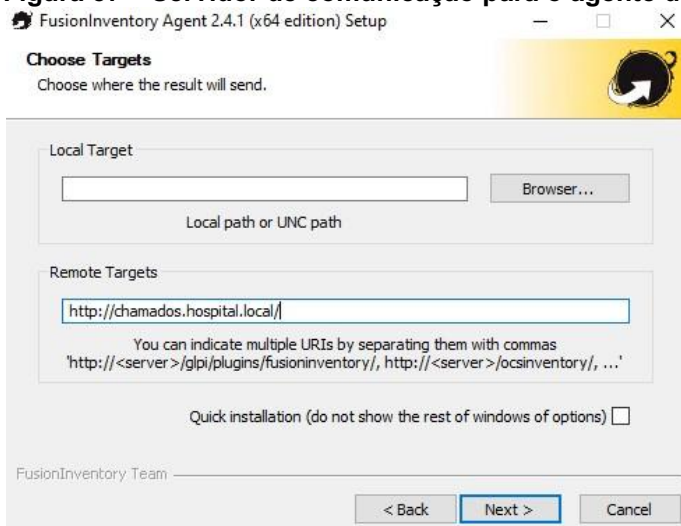 FusionInventory Agent 2.4.1 (x64 edition) Setup
Choose Targets
Choose where the result will send.
Local Target
Browser...
Local path or UNC path
Remote Targets
http://chamados.hospital.local/
You can indicate multiple URIs by separating them with commas
'http://<server>/glpi/plugins/fusioninventory/, http://<server>/ocsinventory/, ...'
Quick installation (do not show the rest of windows of options)
FusionInventory Team
< Back Next > Cancel